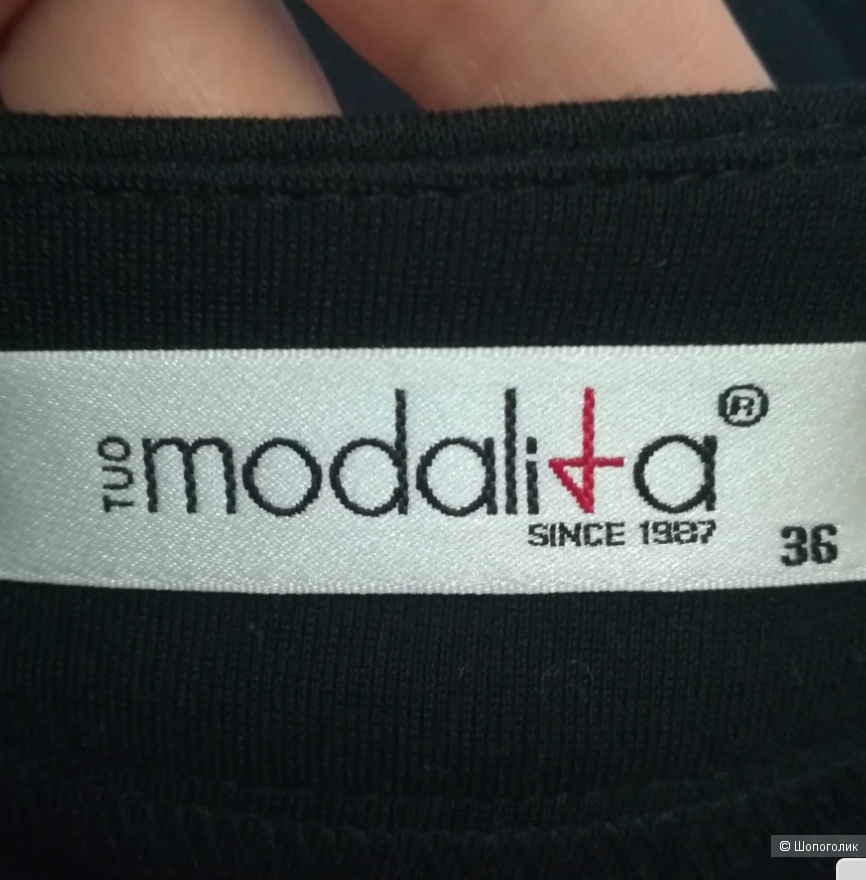 TUO modalita®
SINCE 1987
36
© Шопоголик